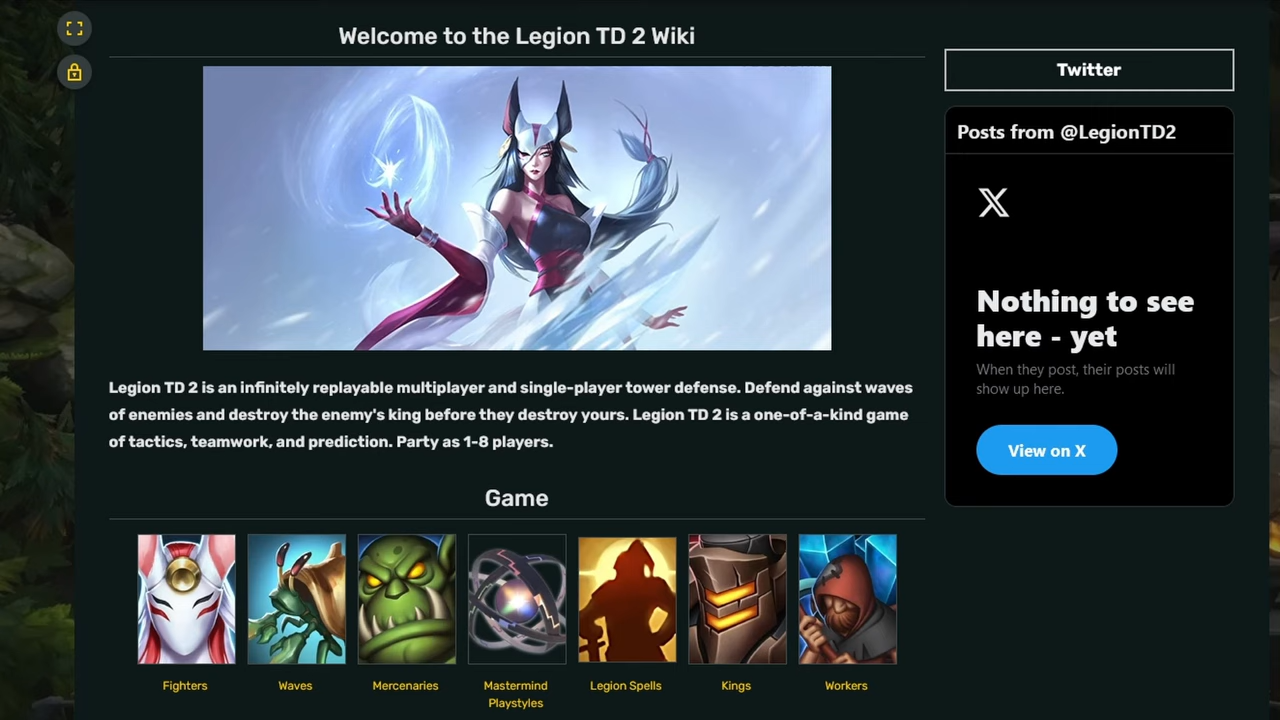 Welcome to the Legion TD 2 Wiki
Legion TD 2 is an infinitely replayable multiplayer and single-player tower defense. Defend against waves
of enemies and destroy the enemy's king before they destroy yours. Legion TD 2 is a one-of-a-kind game
of tactics, teamwork, and prediction. Party as 1-8 players.
Game
Fighters
Waves
Mercenaries
Mastermind
Playstyles
Legion Spells
Kings
Workers
Twitter
Posts from @LegionTD2
Nothing to see
here - yet
When they post, their posts will
show up here.
View on X